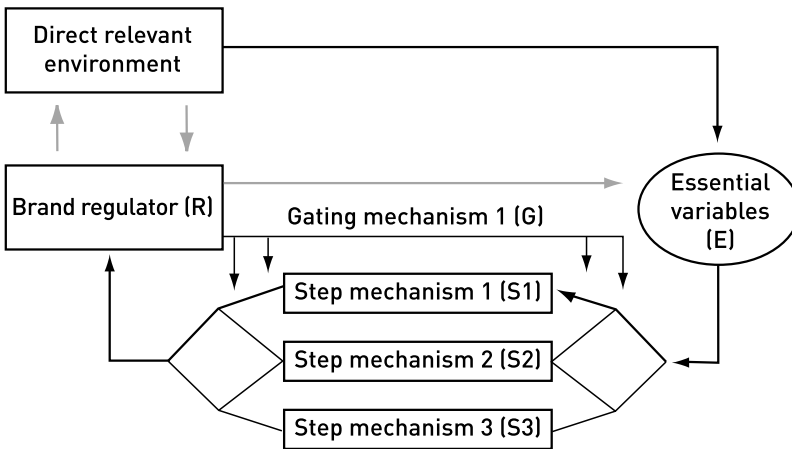 Direct relevant
environment
Brand regulator (R)
Gating mechanism 1 (G)
Essential
variables
(E)
Step mechanism 1 (S1)
Step mechanism 2 (S2)
Step mechanism 3 (S3)